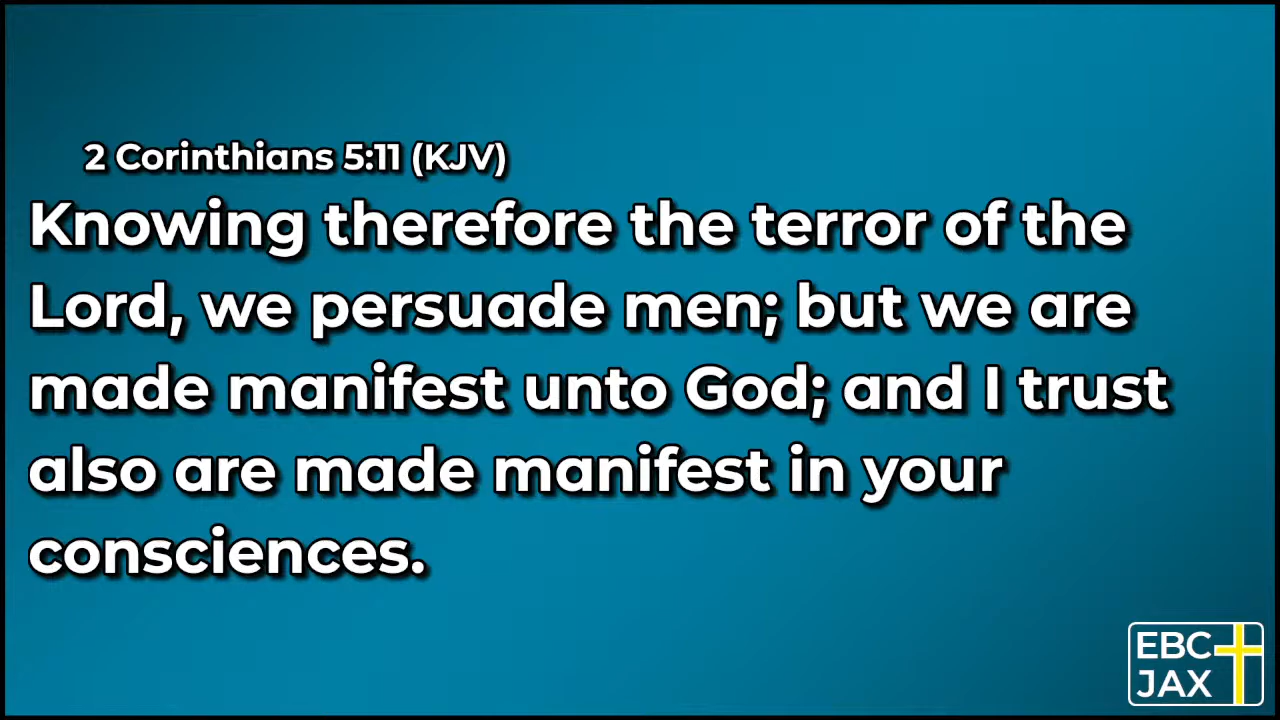 2 Corinthians 5:11 (KJV)
Knowing therefore the terror of the
Lord, we persuade men; but we are
made manifest unto God; and I trust
also are made manifest in your
consciences.
EBC
JAX